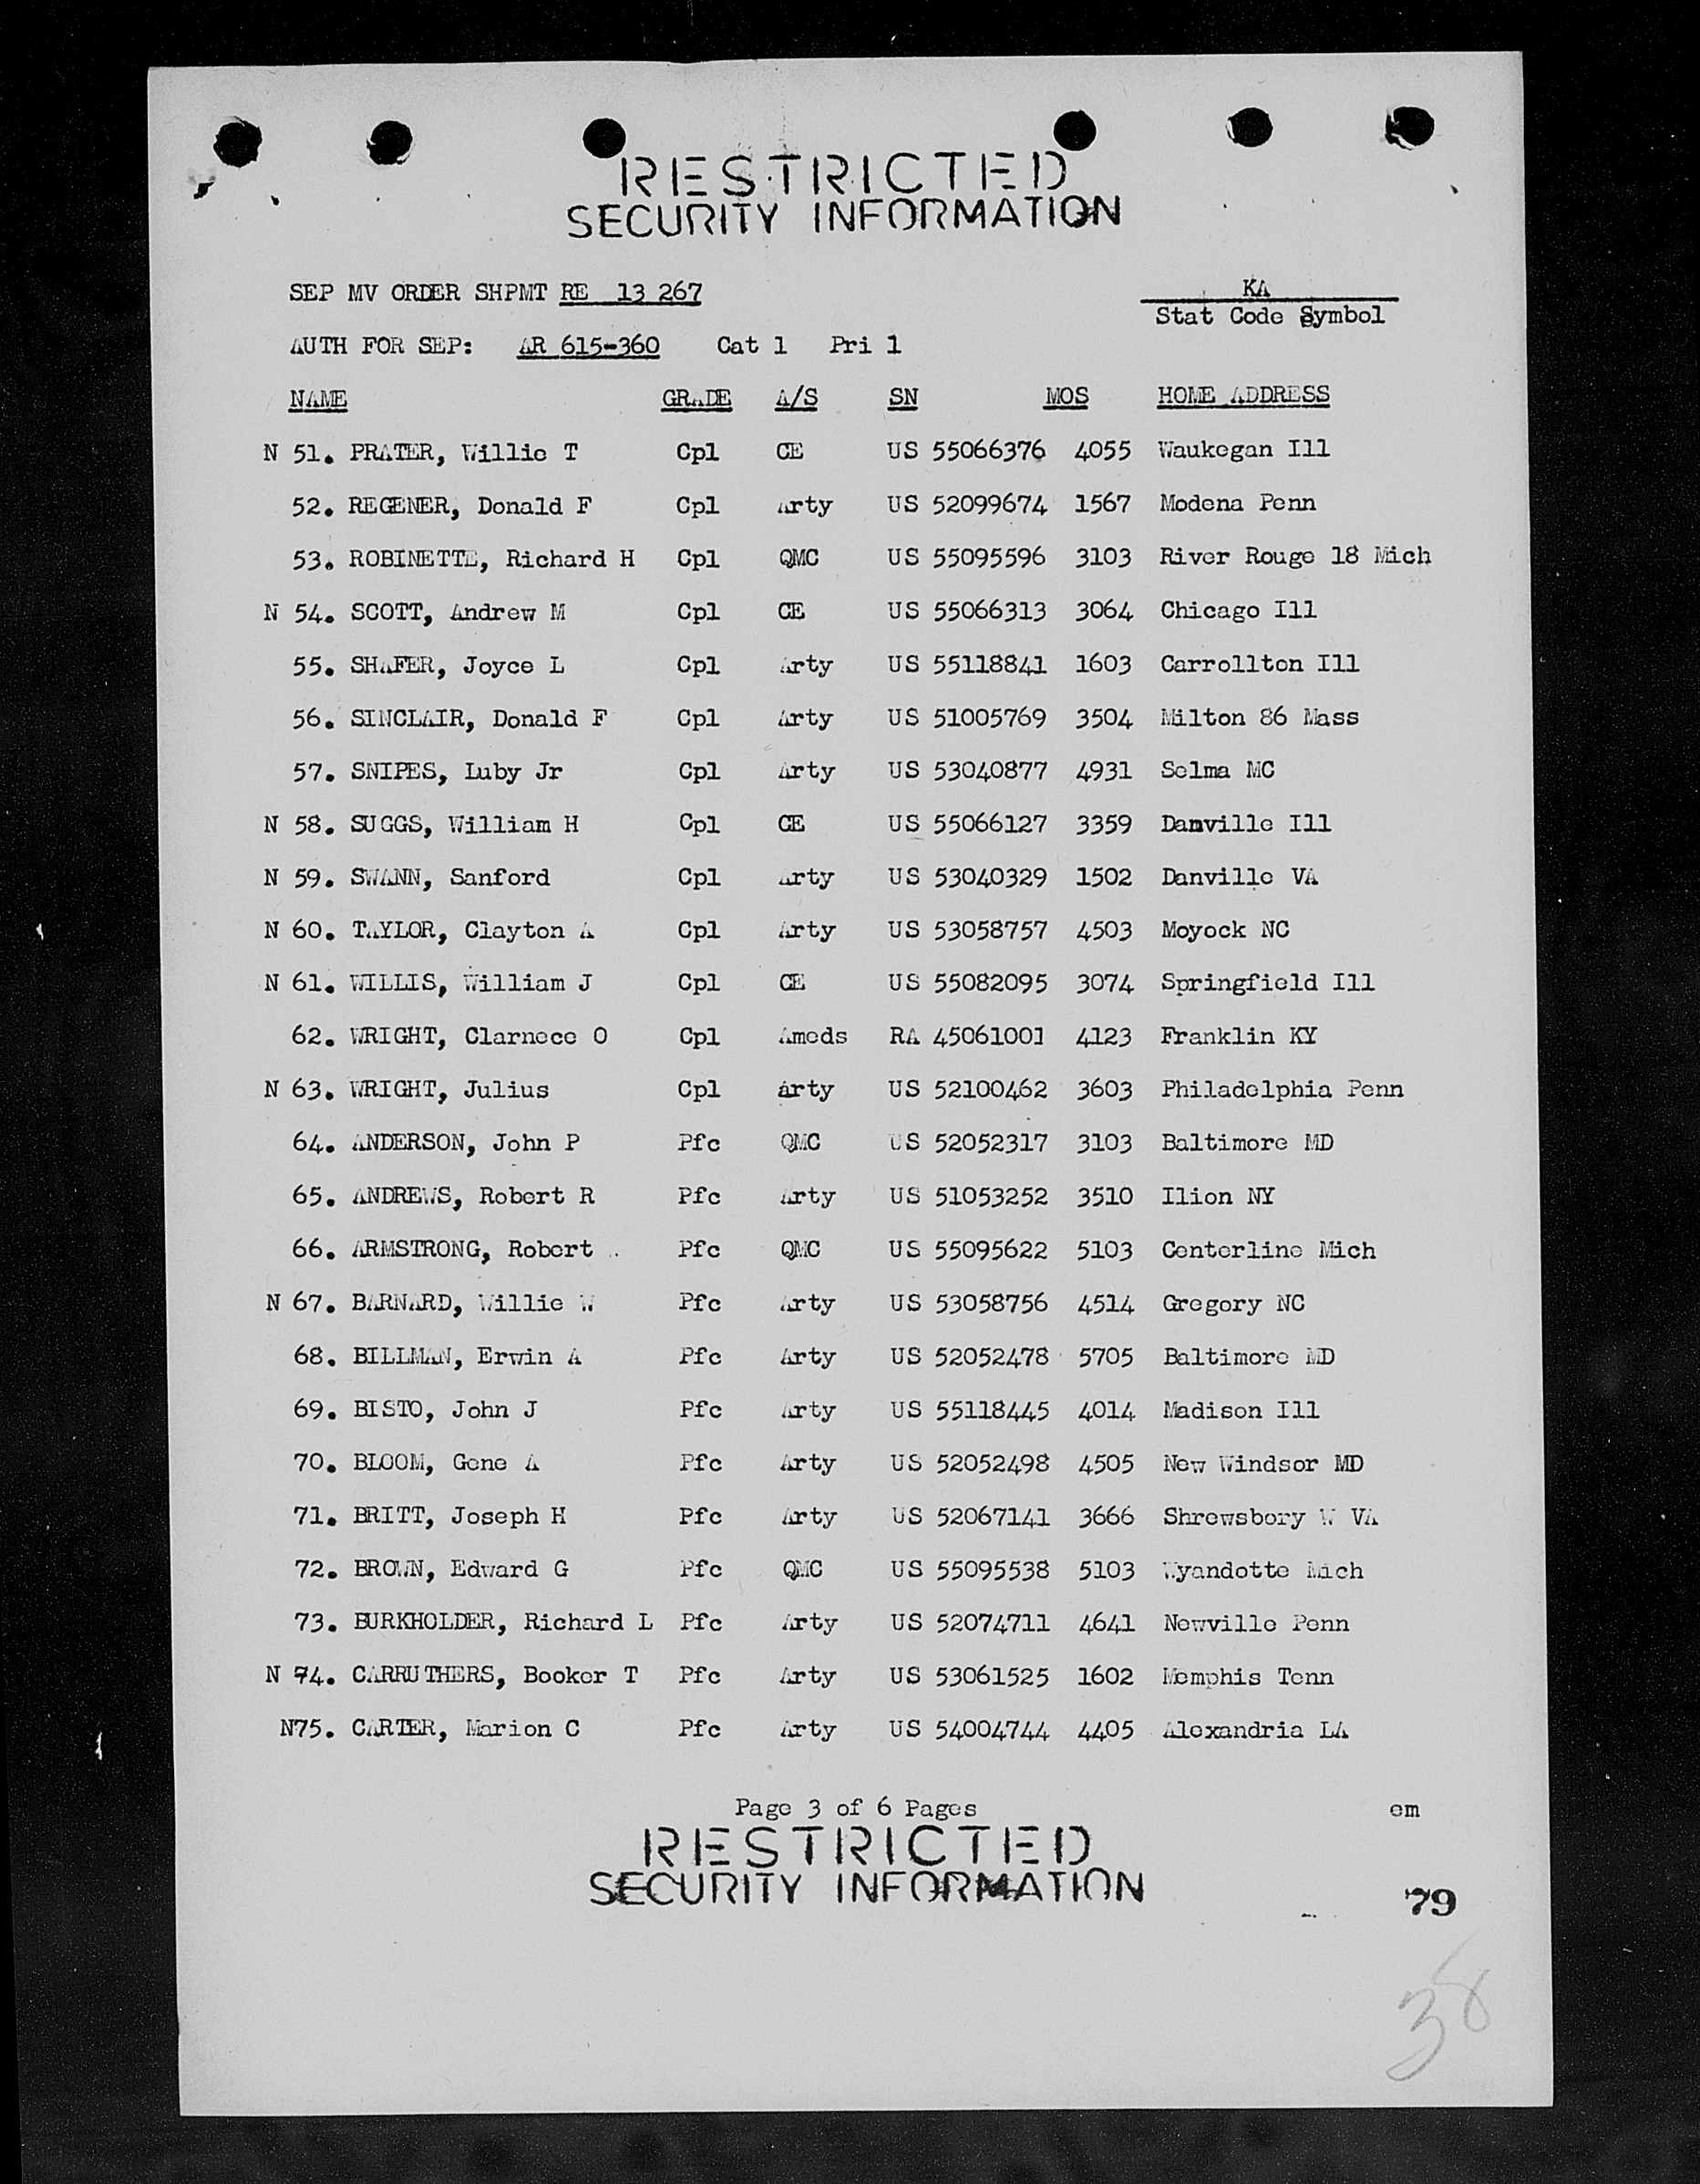 RESTRICTED
SECURITY INFORMATION
SEP MV ORDER SHPMT RE 13 267
KA
Stat Code Symbol
AUTH FOR SEP: AR 615-360 Cat 1 Pri 1
NAME GRADE A/S SN MOS HOME ADDRESS
N 51. PRATER, Willie T Cpl CE US 55066376 4055 Waukegan Ill
52. REGENER, Donald F Cpl Arty US 52099674 1567 Modena Penn
53. ROBINETTE, Richard H Cpl QMC US 55095596 3103 River Rouge 18 Mich
N 54. SCOTT, Andrew M Cpl CE US 55066313 3064 Chicago Ill
55. SHAFER, Joyce L Cpl Arty US 55118841 1603 Carrollton Ill
56. SINCLAIR, Donald F Cpl Arty US 51005769 3504 Milton 86 Mass
57. SNIPES, Luby Jr Cpl Arty US 53040877 4931 Selma MC
N 58. SUGGS, William H Cpl CE US 55066127 3359 Danville Ill
N 59. SWANN, Sanford Cpl Arty US 53040329 1502 Danville VA
N 60. TAYLOR, Clayton A Cpl Arty US 53058757 4503 Moyock NC
N 61. WILLIS, William J Cpl CE US 55082095 3074 Springfield Ill
62. WRIGHT, Clarnece O Cpl Ameds RA 45061001 4123 Franklin KY
N 63. WRIGHT, Julius Cpl arty US 52100462 3603 Philadelphia Penn
64. ANDERSON, John P Pfc QMC US 52052317 3103 Baltimore MD
65. ANDREWS, Robert R Pfc Arty US 51053252 3510 Ilion NY
66. ARMSTRONG, Robert Pfc QMC US 55095622 5103 Centerline Mich
N 67. BARNARD, Willie W Pfc Arty US 53058756 4514 Gregory NC
68. BILLMAN, Erwin A Pfc Arty US 52052478 5705 Baltimore MD
69. BISTO, John J Pfc Arty US 55118445 4014 Madison Ill
70. BLOOM, Gene A Pfc Arty US 52052498 4505 New Windsor MD
71. BRITT, Joseph H Pfc Arty US 52067141 3666 Shrewsbery W VA
72. BROWN, Edward G Pfc QMC US 55095538 5103 Wyandotte Mich
73. BURKHOLDER, Richard L Pfc Arty US 52074711 4641 Newville Penn
N 74. CARRUTHERS, Booker T Pfc Arty US 53061525 1602 Memphis Tenn
N75. CARTER, Marion C Pfc Arty US 54004744 4405 Alexandria LA
Page 3 of 6 Pages em
RESTRICTED
SECURITY INFORMATION
79
38